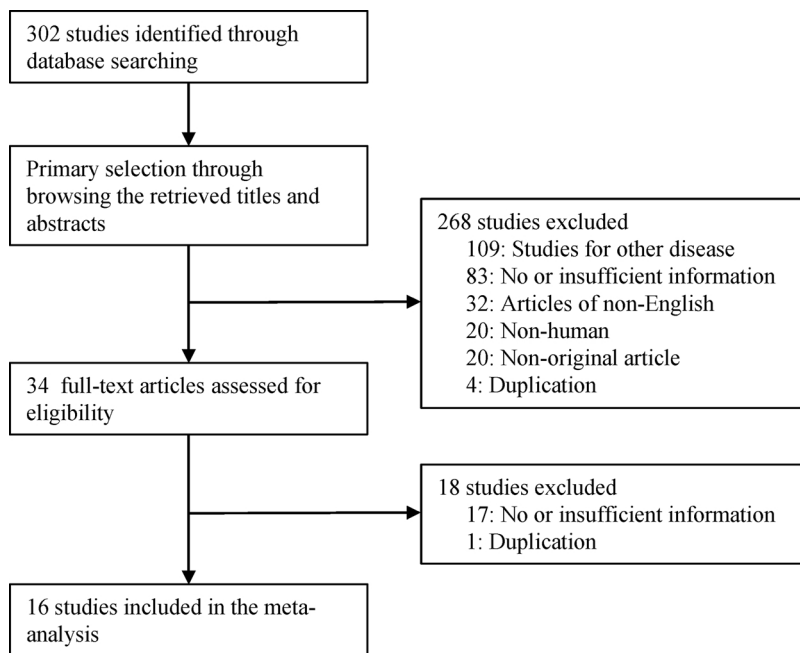 302 studies identified through
database searching
Primary selection through
browsing the retrieved titles and
abstracts
268 studies excluded
109: Studies for other disease
83: No or insufficient information
32: Articles of non-English
20: Non-human
20: Non-original article
4: Duplication
34 full-text articles assessed for
eligibility
18 studies excluded
17: No or insufficient information
1: Duplication
16 studies included in the meta-
analysis